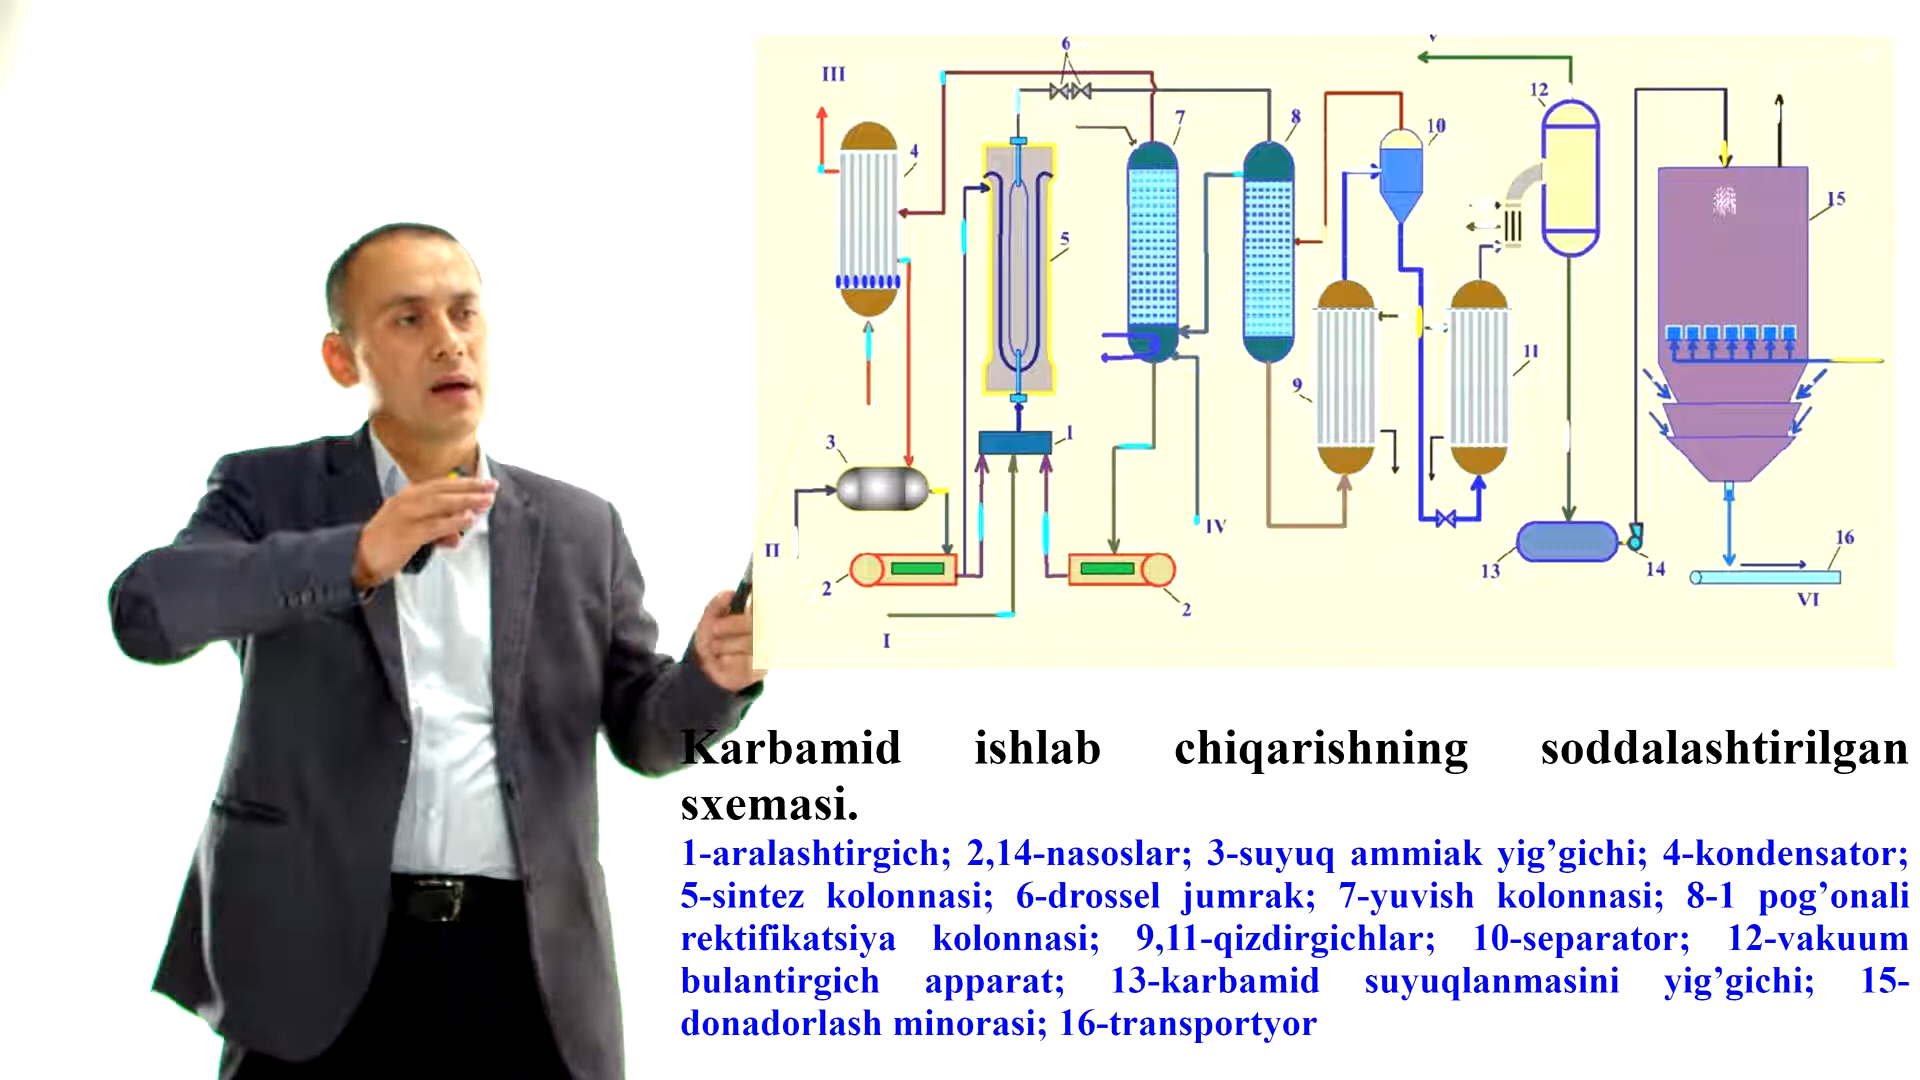 III
6
V
12
7
8
10
4
15
5
11
9
3
1
IV
II
16
13
14
2
2
VI
I
Karbamid ishlab chiqarishning soddalashtirilgan
sxemasi.
1-aralashtirgich; 2,14-nasoslar; 3-suyuq ammiak yig’gichi; 4-kondensator;
5-sintez kolonnasi; 6-drossel jumrak; 7-yuvish kolonnasi; 8-1 pog’onali
rektifikatsiya kolonnasi; 9,11-qizdirgichlar; 10-separator; 12-vakuum
bulantirgich apparat; 13-karbamid suyuqlanmasini yig’gichi; 15-
donadorlash minorasi; 16-transportyor